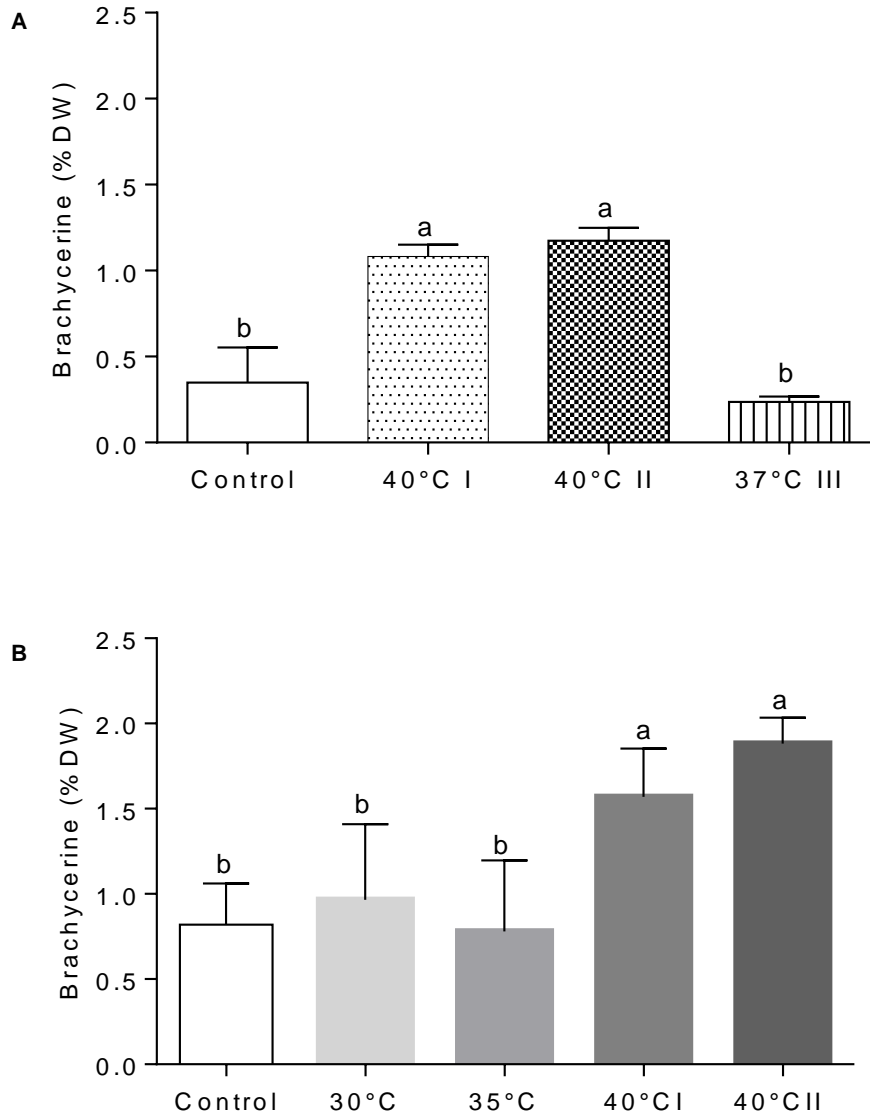 A
Brachycerine (% DW)
2.5
2.0
1.5
1.0
0.5
0.0
b
a
a
b
Control
40°C I
40°C II
37°C III
B
Brachycerine (% DW)
2.5
2.0
1.5
1.0
0.5
0.0
b
b
b
a
a
Control
30°C
35°C
40°CI
40°CII